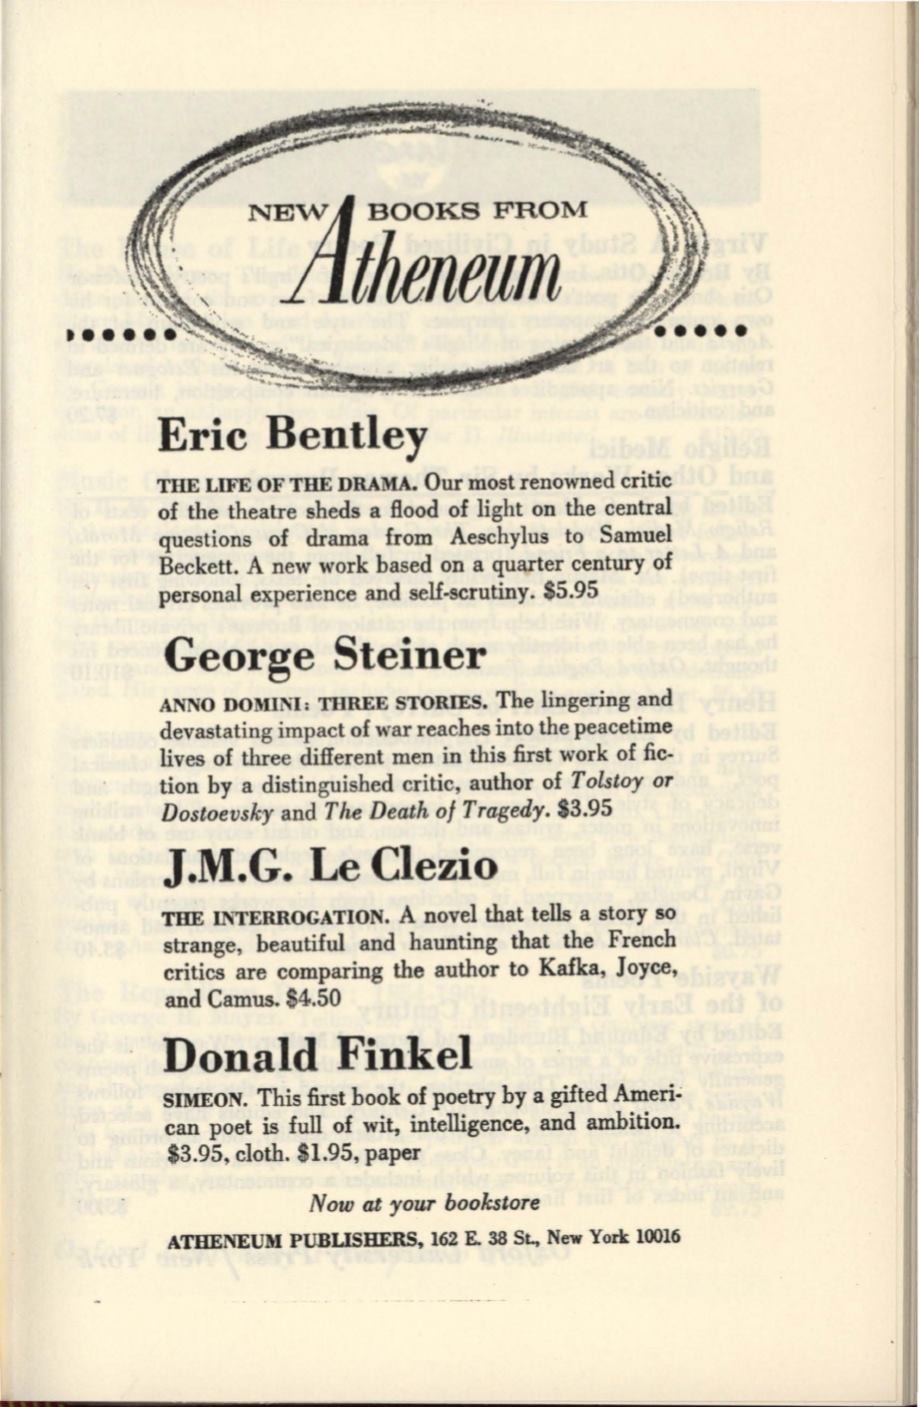 NEW BOOKS FROM
Atheneum
Eric Bentley
THE LIFE OF THE DRAMA. Our most renowned critic
of the theatre sheds a flood of light on the central
questions of drama from Aeschylus to Samuel
Beckett. A new work based on a quarter century of
personal experience and self-scrutiny. $5.95
George Steiner
ANNO DOMINI: THREE STORIES. The lingering and
devastating impact of war reaches into the peacetime
lives of three different men in this first work of fic-
tion by a distinguished critic, author of Tolstoy or
Dostoevsky and The Death of Tragedy. $3.95
J.M.G. Le Clezio
THE INTERROGATION. A novel that tells a story so
strange, beautiful and haunting that the French
critics are comparing the author to Kafka, Joyce,
and Camus. $4.50
Donald Finkel
SIMEON. This first book of poetry by a gifted Ameri-
can poet is full of wit, intelligence, and ambition.
$3.95, cloth. $1.95, paper
Now at your bookstore
ATHENEUM PUBLISHERS, 162 E. 38 St., New York 10016